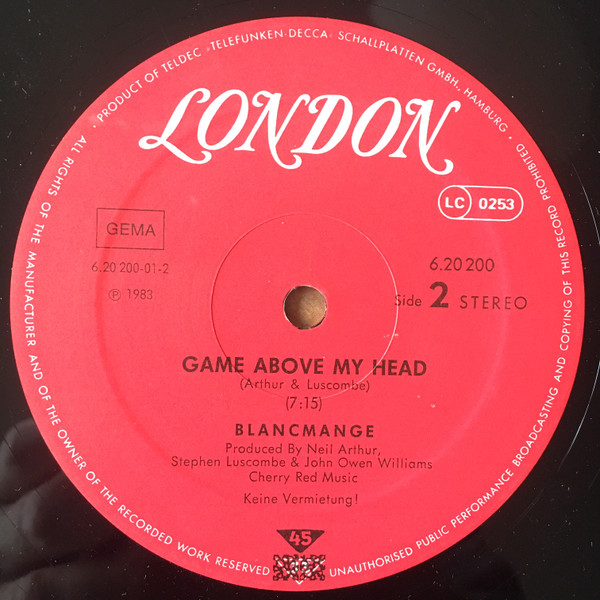 · PRODUCT OF TELDEC »TELEFUNKEN-DECCA« SCHALLPLATTEN GMBH., HAMBURG ·
ALL RIGHTS OF THE MANUFACTURER AND OF THE OWNER OF THE RECORDED WORK RESERVED
UNAUTHORISED PUBLIC PERFORMANCE BROADCASTING AND COPYING OF THIS RECORD PROHIBITED ·
LONDON
LC 0253
GEMA
6.20 200-01-2
℗ 1983
6.20 200
Side 2 STEREO
GAME ABOVE MY HEAD
(Arthur & Luscombe)
(7:15)
BLANCMANGE
Produced By Neil Arthur,
Stephen Luscombe & John Owen Williams
Cherry Red Music
Keine Vermietung!
45